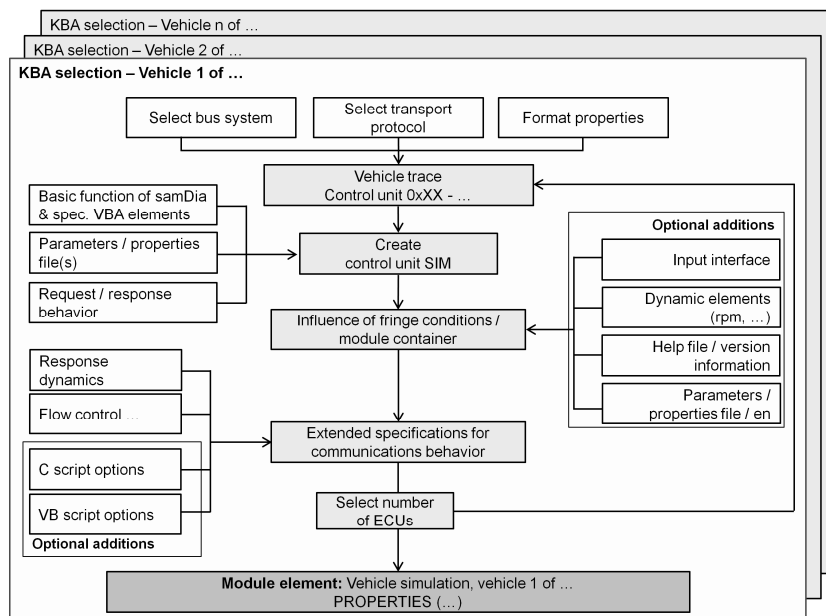 KBA selection – Vehicle n of …
KBA selection – Vehicle 2 of …
KBA selection – Vehicle 1 of …
Select bus system
Select transport
protocol
Format properties
Vehicle trace
Control unit 0xXX - …
Basic function of samDia
& spec. VBA elements
Parameters / properties
file(s)
Request / response
behavior
Create
control unit SIM
Optional additions
Input interface
Dynamic elements
(rpm, …)
Help file / version
information
Parameters /
properties file / en
Influence of fringe conditions /
module container
Response
dynamics
Flow control …
C script options
VB script options
Optional additions
Extended specifications for
communications behavior
Select number
of ECUs
Module element: Vehicle simulation, vehicle 1 of …
PROPERTIES (…)